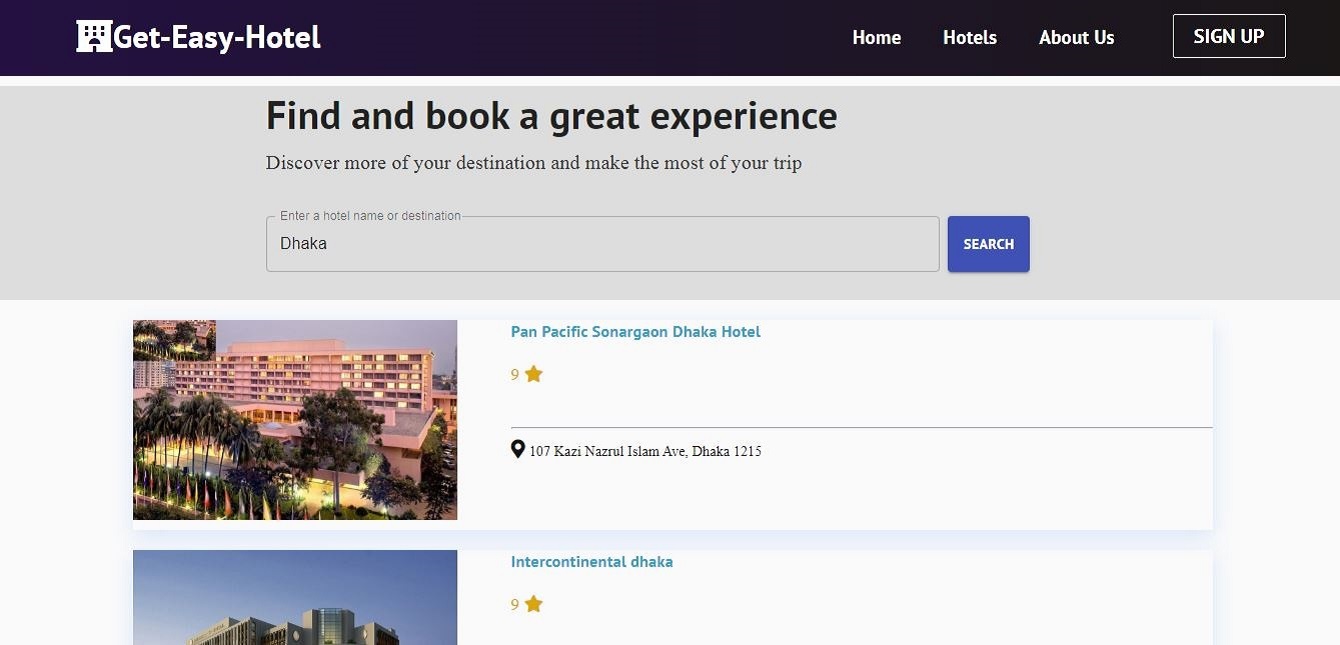 Get-Easy-Hotel
Home
Hotels
About Us
SIGN UP
Find and book a great experience
Discover more of your destination and make the most of your trip
Enter a hotel name or destination
Dhaka
SEARCH
Pan Pacific Sonargaon Dhaka Hotel
9
107 Kazi Nazrul Islam Ave, Dhaka 1215
Intercontinental dhaka
9